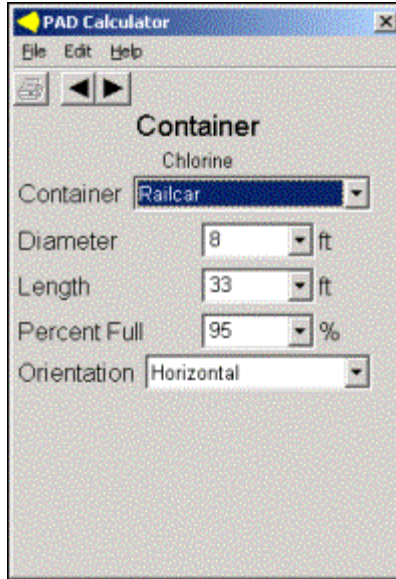 PAD Calculator
File Edit Help
Container
Chlorine
Container Railcar
Diameter 8 ft
Length 33 ft
Percent Full 95 %
Orientation Horizontal